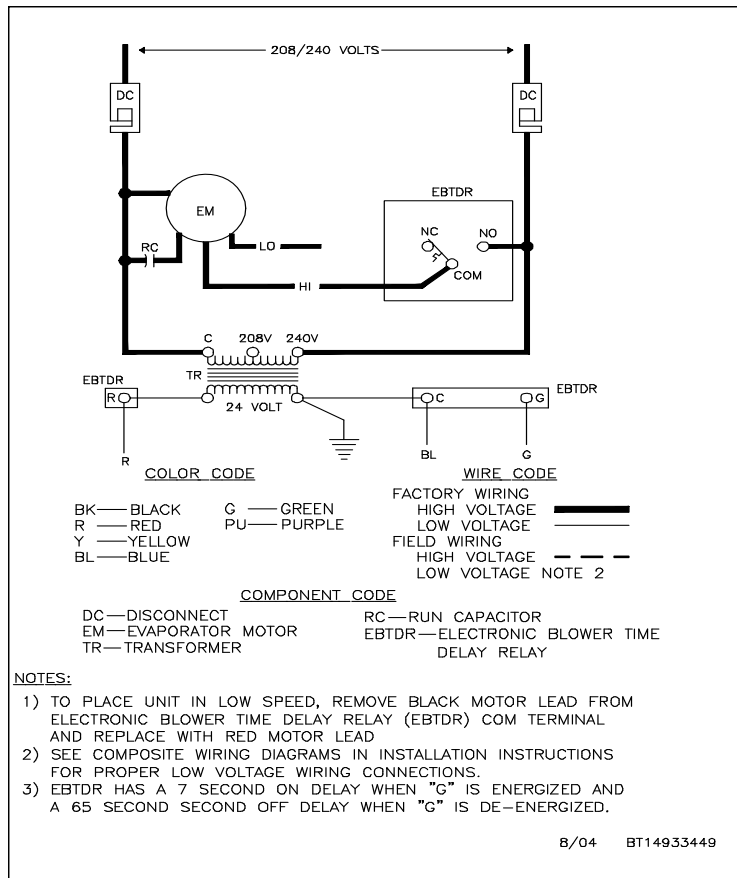 208/240 VOLTS
DC
DC
EM
EBTDR
NC
NO
COM
RC
LO
HI
C
208V
240V
TR
EBTDR
R
24 VOLT
C
G
EBTDR
R
BL
G
COLOR CODE
BK—BLACK
R —RED
Y —YELLOW
BL—BLUE
G —GREEN
PU—PURPLE
WIRE CODE
FACTORY WIRING
HIGH VOLTAGE
LOW VOLTAGE
FIELD WIRING
HIGH VOLTAGE
LOW VOLTAGE NOTE 2
COMPONENT CODE
DC—DISCONNECT
EM—EVAPORATOR MOTOR
TR—TRANSFORMER
RC—RUN CAPACITOR
EBTDR—ELECTRONIC BLOWER TIME
DELAY RELAY
NOTES:
1) TO PLACE UNIT IN LOW SPEED, REMOVE BLACK MOTOR LEAD FROM
ELECTRONIC BLOWER TIME DELAY RELAY (EBTDR) COM TERMINAL
AND REPLACE WITH RED MOTOR LEAD
2) SEE COMPOSITE WIRING DIAGRAMS IN INSTALLATION INSTRUCTIONS
FOR PROPER LOW VOLTAGE WIRING CONNECTIONS.
3) EBTDR HAS A 7 SECOND ON DELAY WHEN "G" IS ENERGIZED AND
A 65 SECOND SECOND OFF DELAY WHEN "G" IS DE-ENERGIZED.
8/04 BT14933449